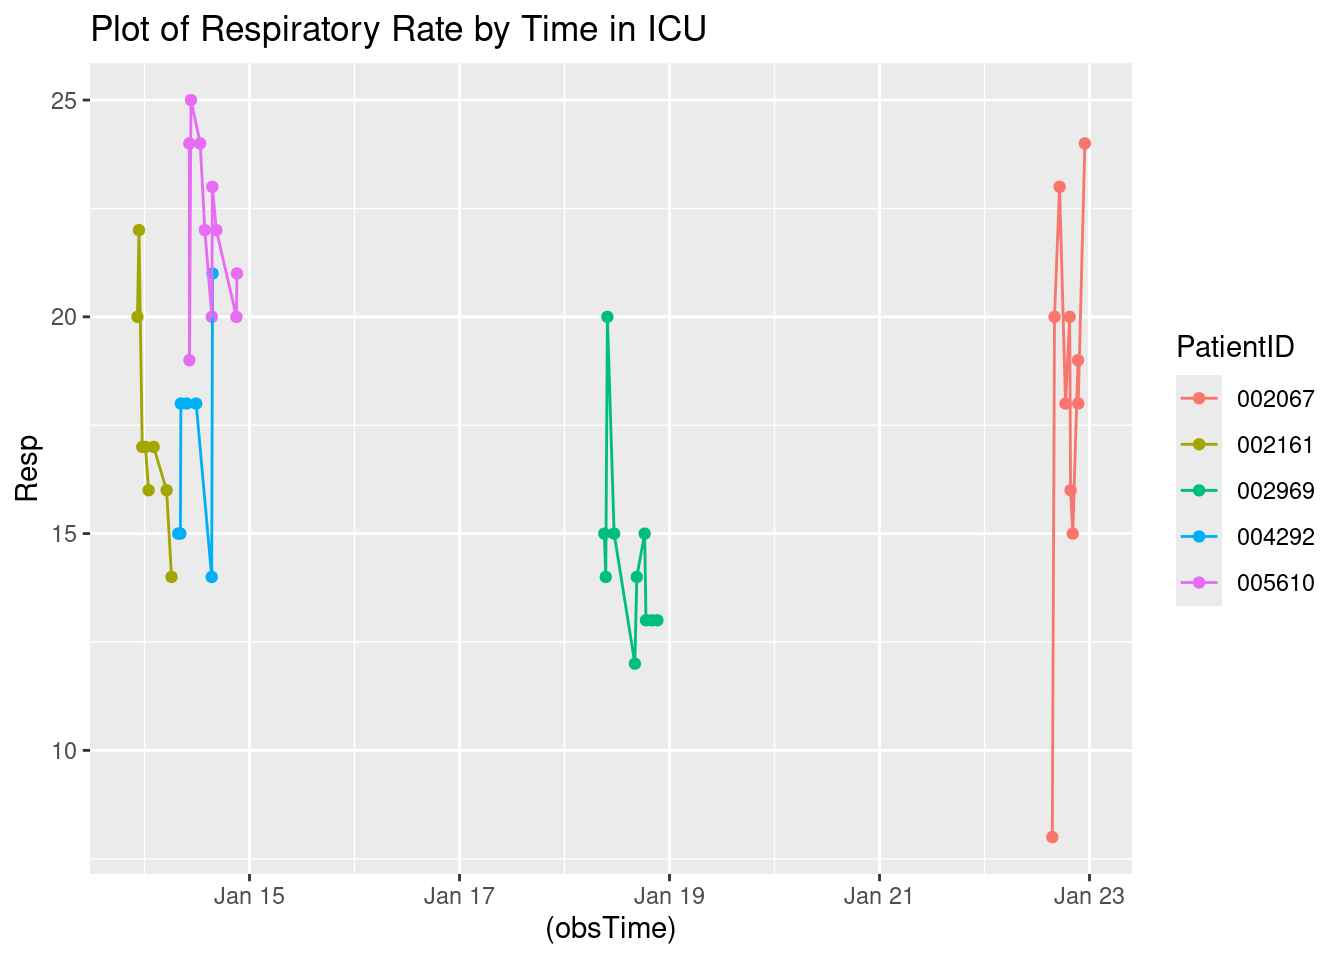 Plot of Respiratory Rate by Time in ICU
25
20
15
10
Resp
Jan 15
Jan 17
Jan 19
Jan 21
Jan 23
(obsTime)
PatientID
002067
002161
002969
004292
005610